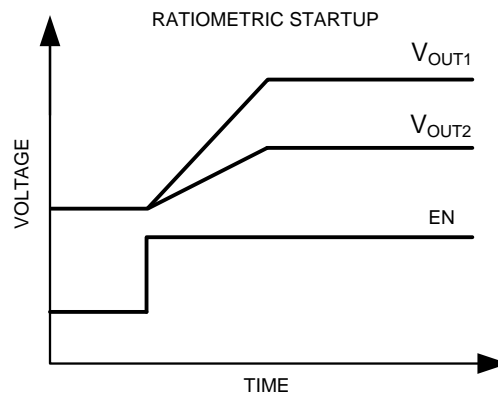 RATIOMETRIC STARTUP
VOUT1
VOUT2
VOLTAGE
EN
TIME